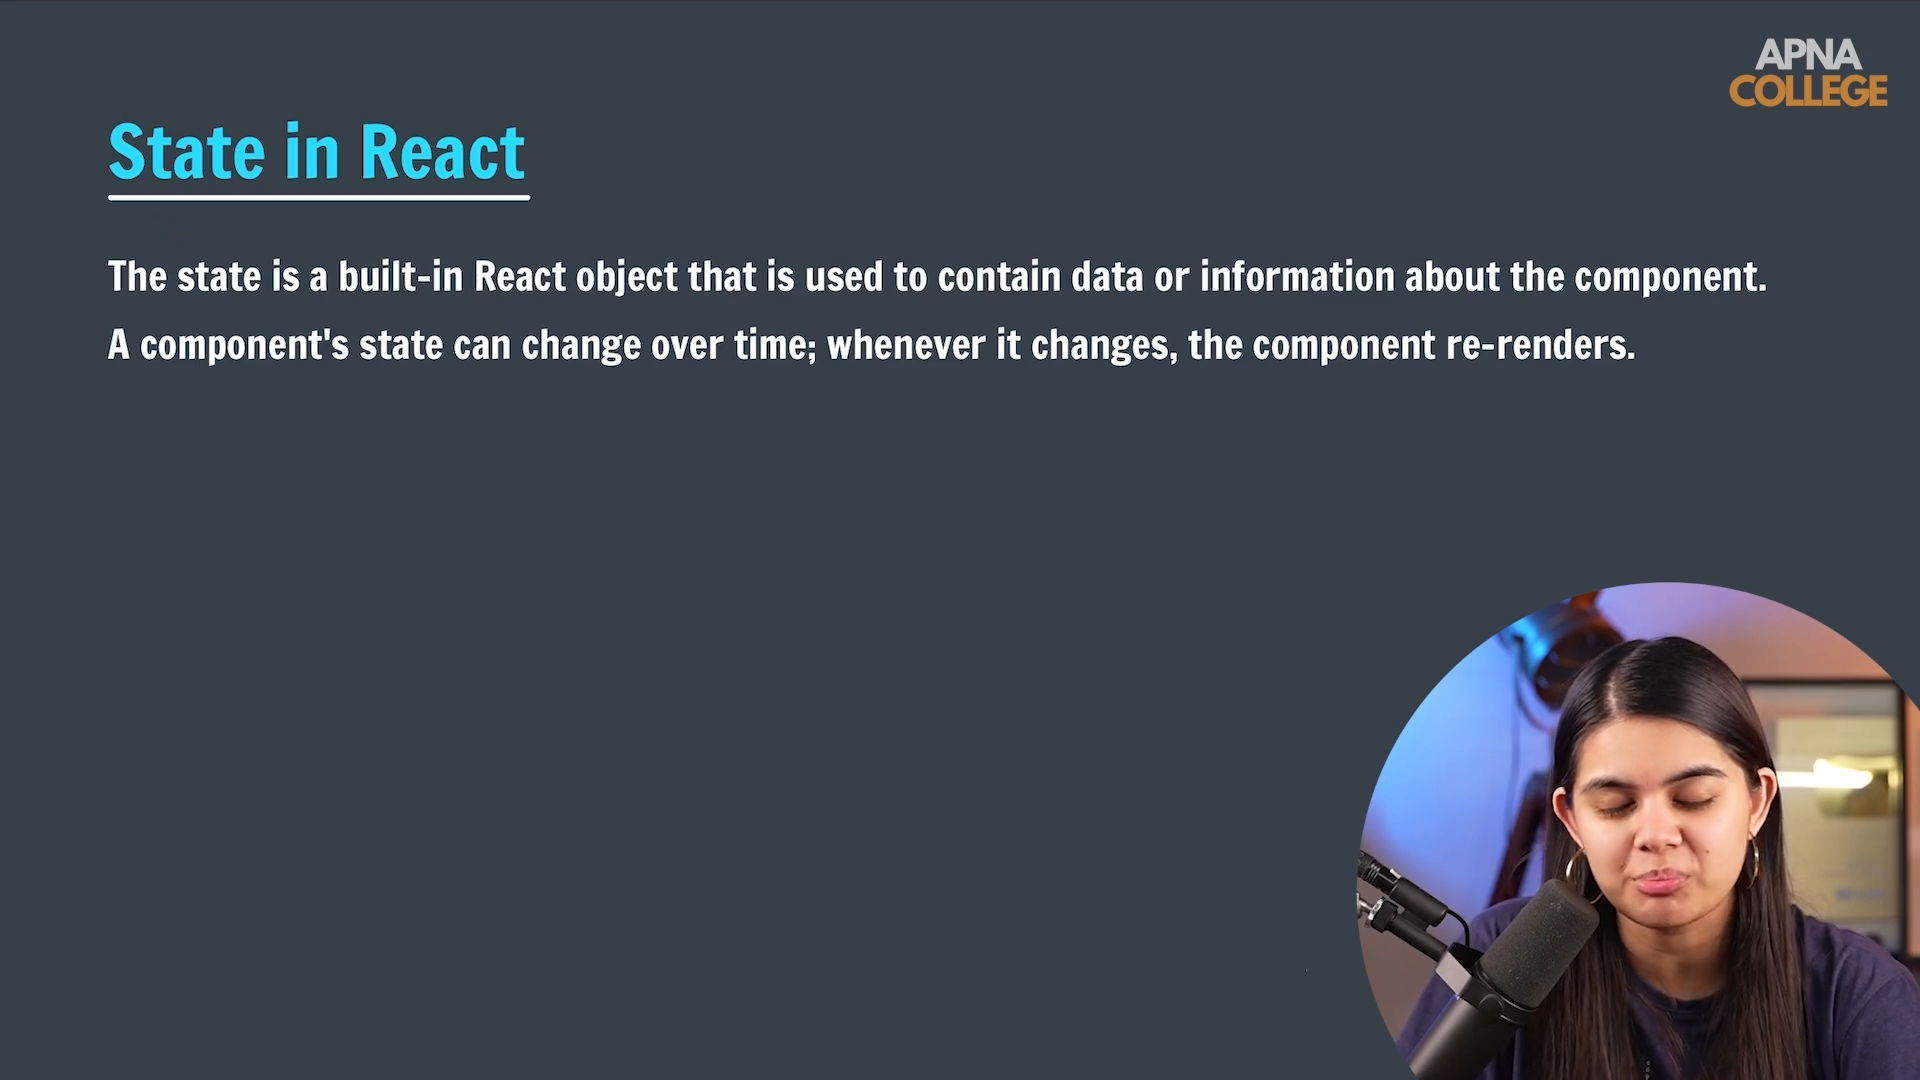 APNA
COLLEGE
State in React
The state is a built-in React object that is used to contain data or information about the component.
A component's state can change over time; whenever it changes, the component re-renders.